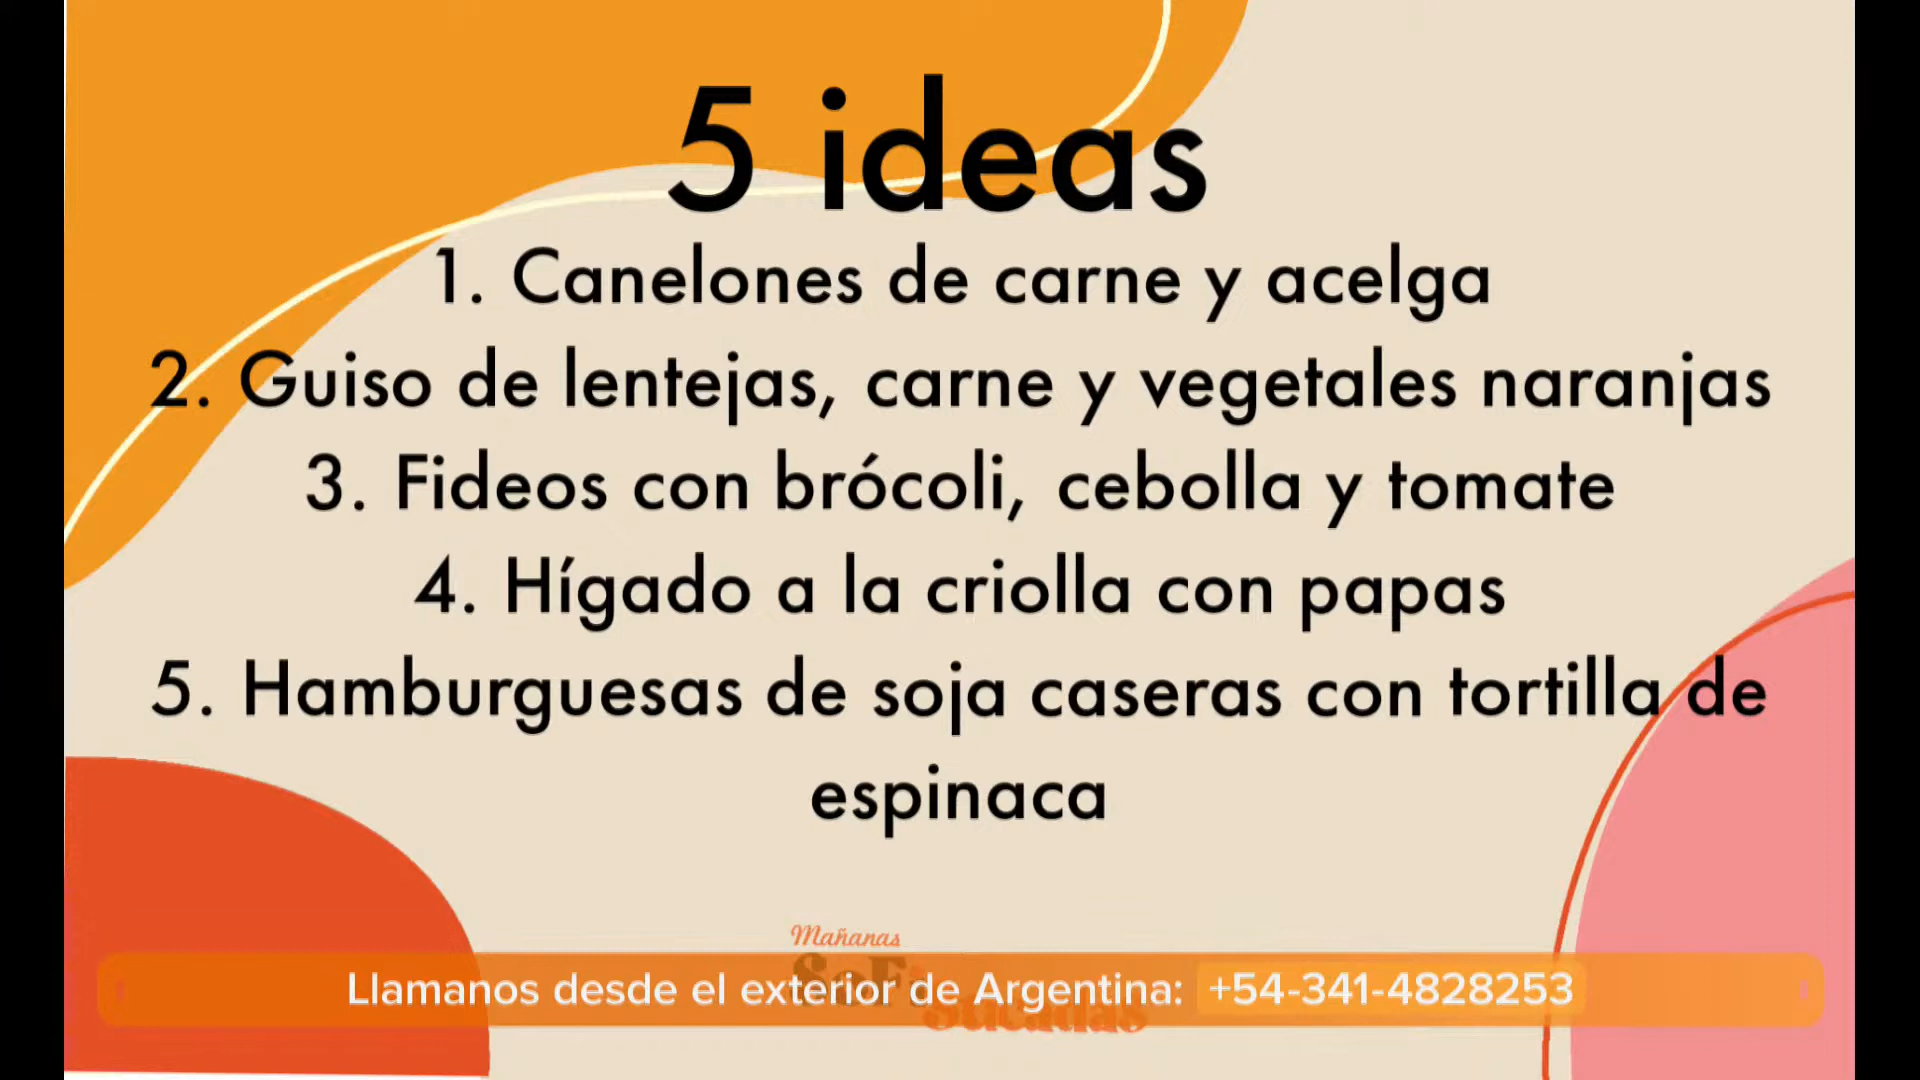 5 ideas
1. Canelones de carne y acelga
2. Guiso de lentejas, carne y vegetales naranjas
3. Fideos con brócoli, cebolla y tomate
4. Hígado a la criolla con papas
5. Hamburguesas de soja caseras con tortilla de
espinaca
Mañanas
SoFi
sticadas
Llamanos desde el exterior de Argentina: +54-341-4828253